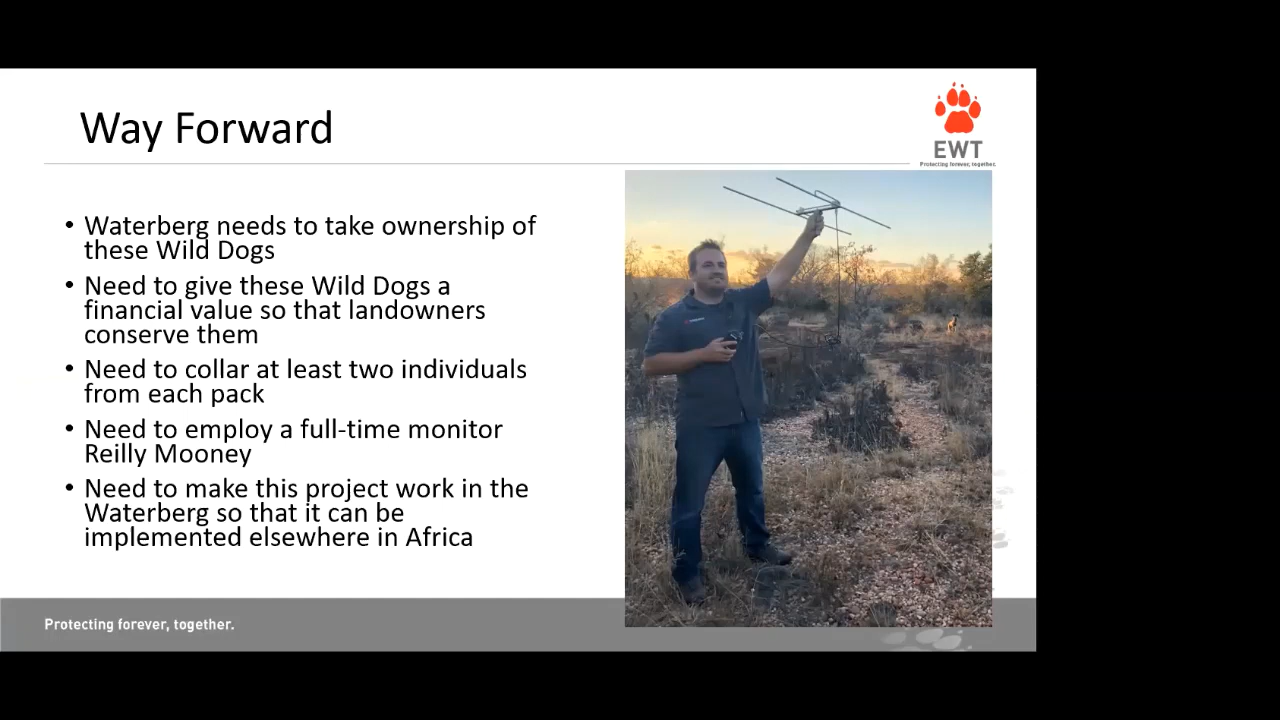 Way Forward
EWT
Protecting forever, together.
• Waterberg needs to take ownership of
these Wild Dogs
• Need to give these Wild Dogs a
financial value so that landowners
conserve them
• Need to collar at least two individuals
from each pack
• Need to employ a full-time monitor
Reilly Mooney
• Need to make this project work in the
Waterberg so that it can be
implemented elsewhere in Africa
Protecting forever, together.